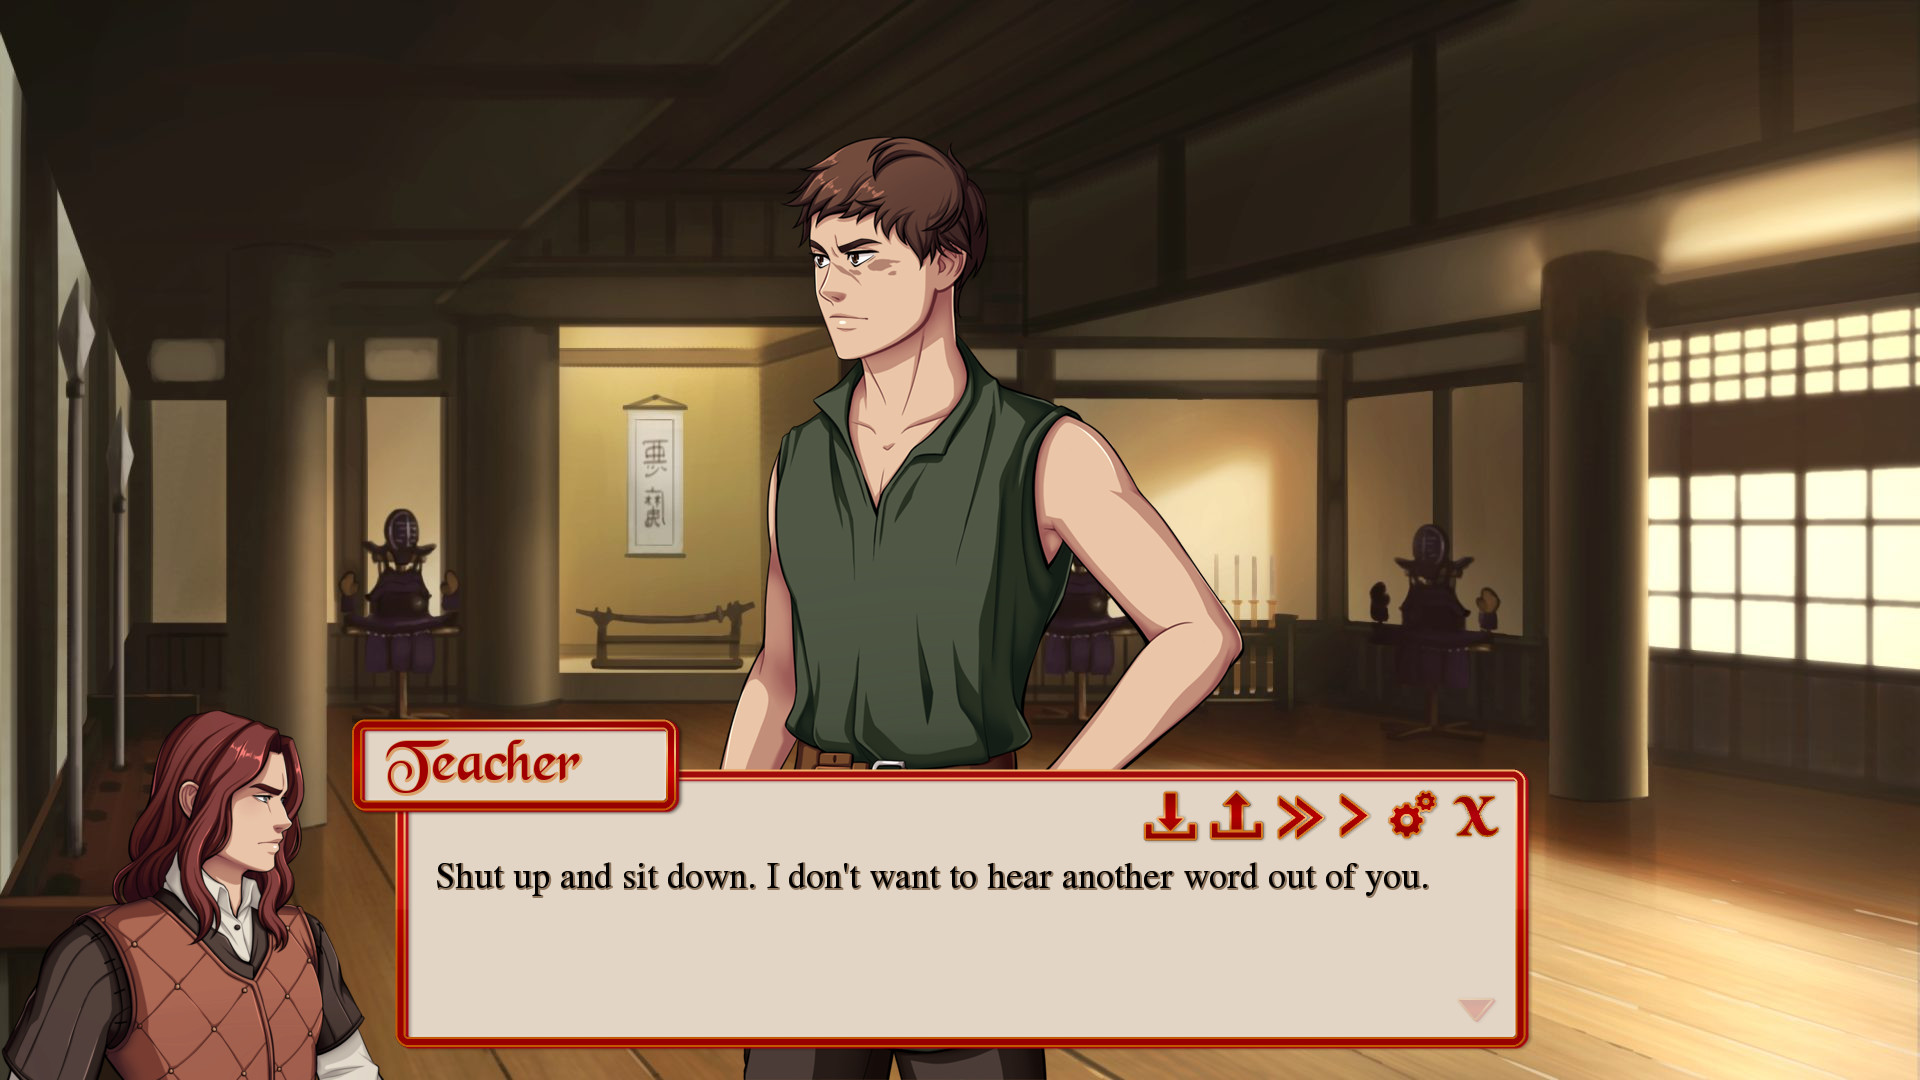 Teacher
Shut up and sit down. I don't want to hear another word out of you.